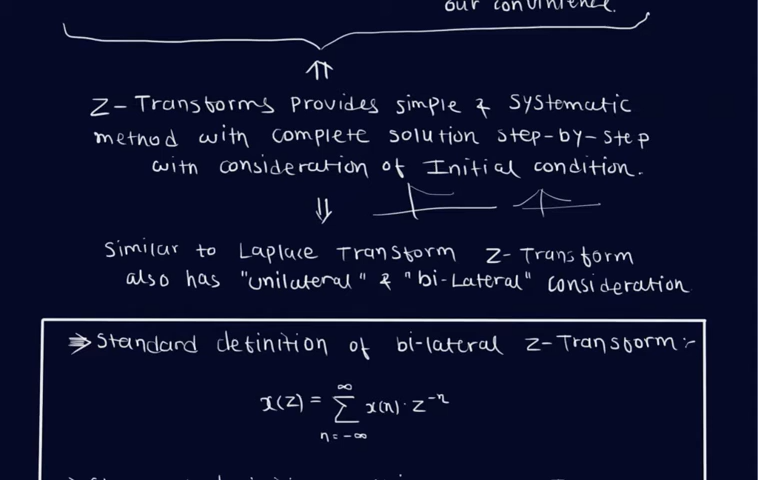 our convinience.
Z-Transforms Provides simple & Systematic
method with complete solution step-by-step
with consideration of Initial condition.
Similar to Laplace Transform Z-Transform
also has "unilateral" & "bi-Lateral" consideration
⇒ Standard definition of bi-lateral Z-Transform:-
∞
x(z) = ∑ x(n) · z⁻ⁿ
n=-∞